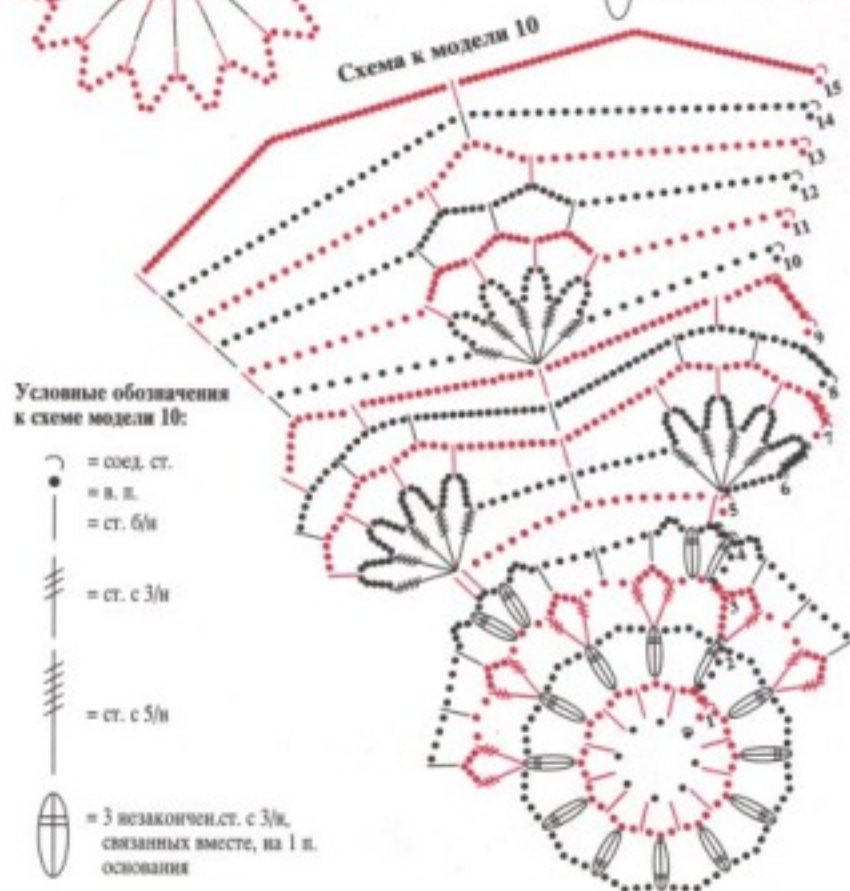 Схема к модели 10
15
14
13
12
11
10
9
8
7
6
5
4
3
2
1
Условные обозначения
к схеме модели 10:
= соед. ст.
= в. п.
= ст. б/н
= ст. с 3/н
= ст. с 5/н
= 3 незакончен.ст. с 3/н,
связанных вместе, на 1 п.
основания